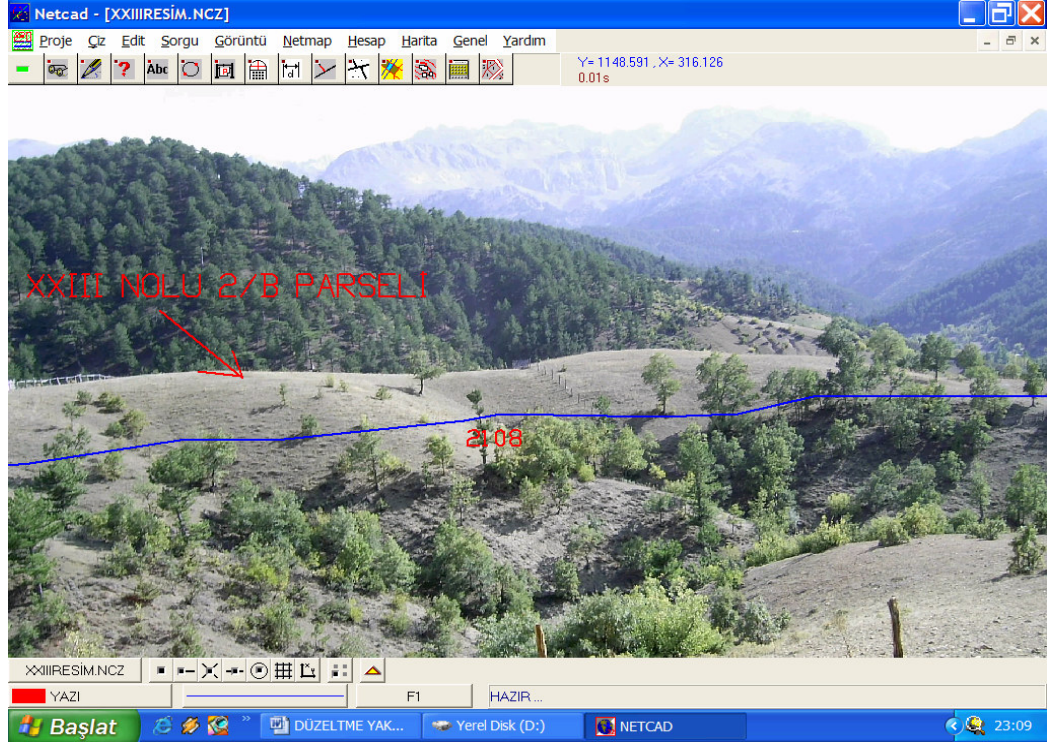 Netcad - [XXIIIRESİM.NCZ]
Proje Çiz Edit Sorgu Görüntü Netmap Hesap Harita Genel Yardım
Abc
Y= 1148.591 , X= 316.126
0.01s
XXIII NOLU 2/B PARSELİ
2108
XXIIIRESİM.NCZ
YAZI
F1
HAZIR ...
Başlat
DÜZELTME YAK...
Yerel Disk (D:)
NETCAD
23:09